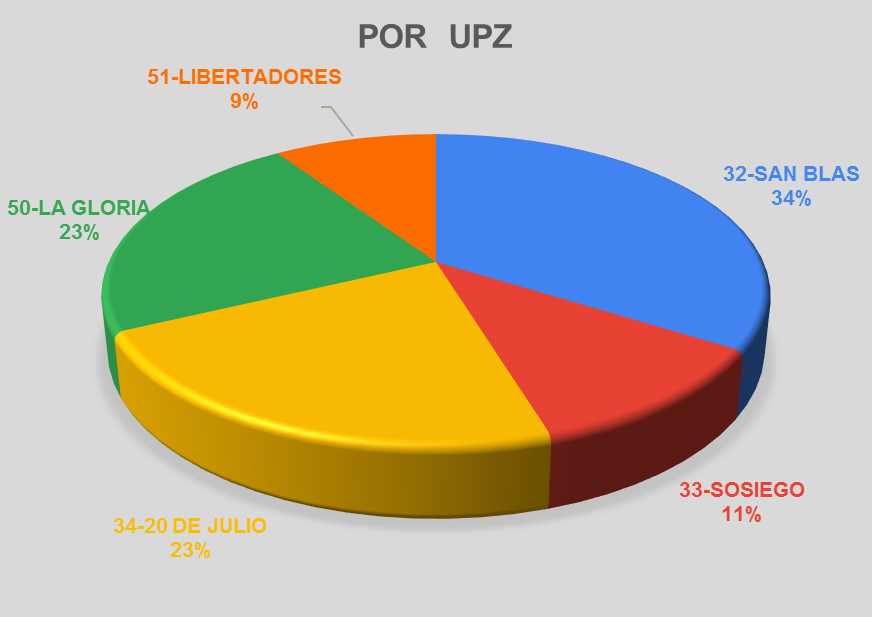 POR UPZ
51-LIBERTADORES
9%
32-SAN BLAS
34%
50-LA GLORIA
23%
33-SOSIEGO
11%
34-20 DE JULIO
23%